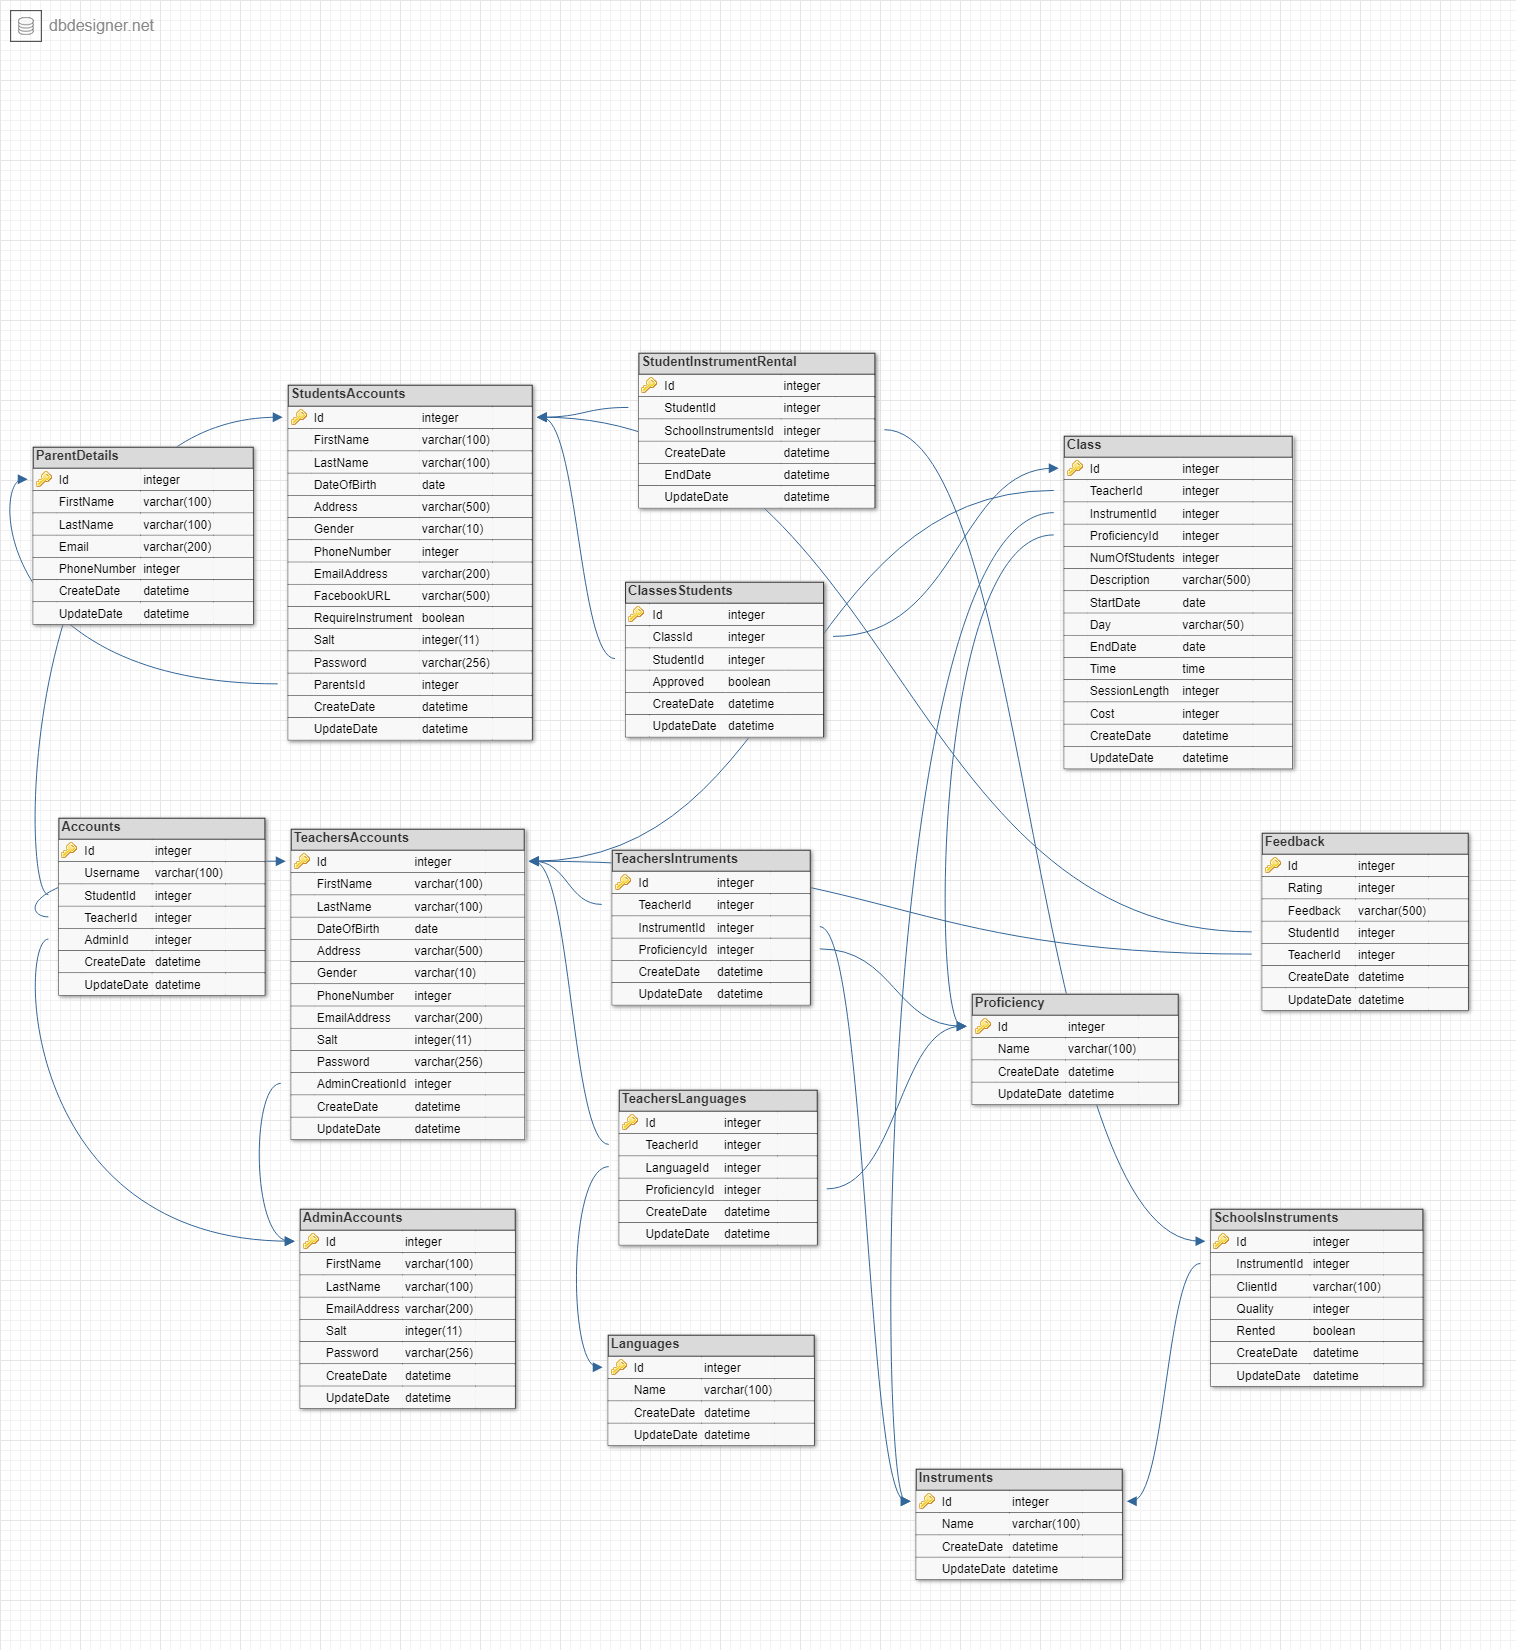 dbdesigner.net
StudentInstrumentRental
Id integer
StudentId integer
SchoolInstrumentsId integer
CreateDate datetime
EndDate datetime
UpdateDate datetime
StudentsAccounts
Id integer
FirstName varchar(100)
LastName varchar(100)
DateOfBirth date
Address varchar(500)
Gender varchar(10)
PhoneNumber integer
EmailAddress varchar(200)
FacebookURL varchar(500)
RequireInstrument boolean
Salt integer(11)
Password varchar(256)
ParentsId integer
CreateDate datetime
UpdateDate datetime
Class
Id integer
TeacherId integer
InstrumentId integer
ProficiencyId integer
NumOfStudents integer
Description varchar(500)
StartDate date
Day varchar(50)
EndDate date
Time time
SessionLength integer
Cost integer
CreateDate datetime
UpdateDate datetime
ParentDetails
Id integer
FirstName varchar(100)
LastName varchar(100)
Email varchar(200)
PhoneNumber integer
CreateDate datetime
UpdateDate datetime
ClassesStudents
Id integer
ClassId integer
StudentId integer
Approved boolean
CreateDate datetime
UpdateDate datetime
Accounts
Id integer
Username varchar(100)
StudentId integer
TeacherId integer
AdminId integer
CreateDate datetime
UpdateDate datetime
TeachersAccounts
Id integer
FirstName varchar(100)
LastName varchar(100)
DateOfBirth date
Address varchar(500)
Gender varchar(10)
PhoneNumber integer
EmailAddress varchar(200)
Salt integer(11)
Password varchar(256)
AdminCreationId integer
CreateDate datetime
UpdateDate datetime
TeachersIntruments
Id integer
TeacherId integer
InstrumentId integer
ProficiencyId integer
CreateDate datetime
UpdateDate datetime
Feedback
Id integer
Rating integer
Feedback varchar(500)
StudentId integer
TeacherId integer
CreateDate datetime
UpdateDate datetime
Proficiency
Id integer
Name varchar(100)
CreateDate datetime
UpdateDate datetime
TeachersLanguages
Id integer
TeacherId integer
LanguageId integer
ProficiencyId integer
CreateDate datetime
UpdateDate datetime
AdminAccounts
Id integer
FirstName varchar(100)
LastName varchar(100)
EmailAddress varchar(200)
Salt integer(11)
Password varchar(256)
CreateDate datetime
UpdateDate datetime
SchoolsInstruments
Id integer
InstrumentId integer
ClientId varchar(100)
Quality integer
Rented boolean
CreateDate datetime
UpdateDate datetime
Languages
Id integer
Name varchar(100)
CreateDate datetime
UpdateDate datetime
Instruments
Id integer
Name varchar(100)
CreateDate datetime
UpdateDate datetime